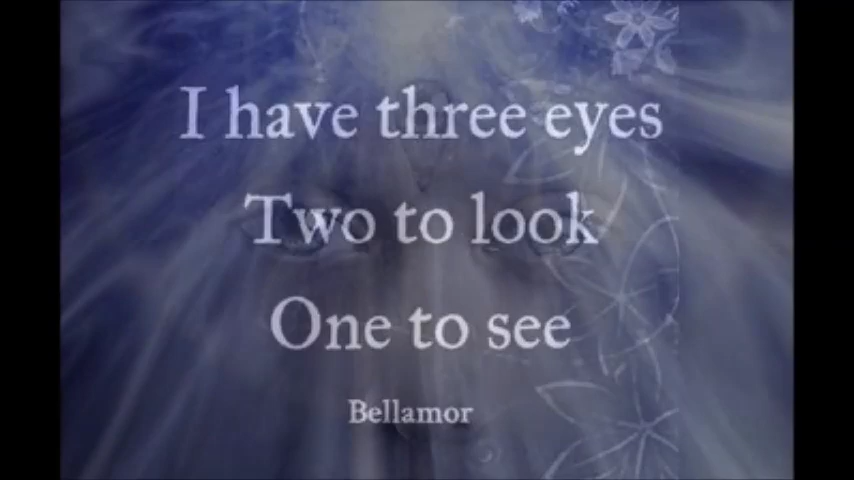 I have three eyes
Two to look
One to see
Bellamor